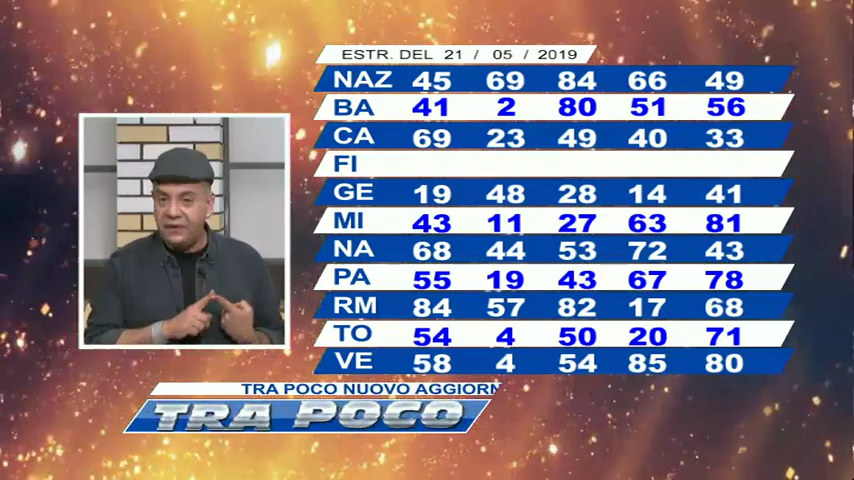 ESTR. DEL 21 / 05 / 2019
NAZ 45 69 84 66 49
BA 41 2 80 51 56
CA 69 23 49 40 33
FI
GE 19 48 28 14 41
MI 43 11 27 63 81
NA 68 44 53 72 43
PA 55 19 43 67 78
RM 84 57 82 17 68
TO 54 4 50 20 71
VE 58 4 54 85 80
TRA POCO NUOVO AGGIORN
TRA POCO